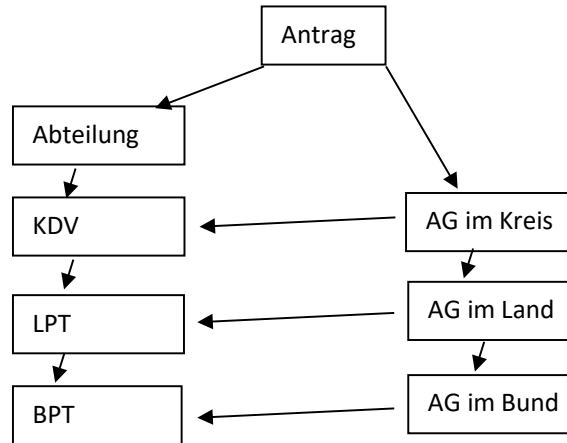 Antrag
Abteilung
KDV
AG im Kreis
LPT
AG im Land
BPT
AG im Bund